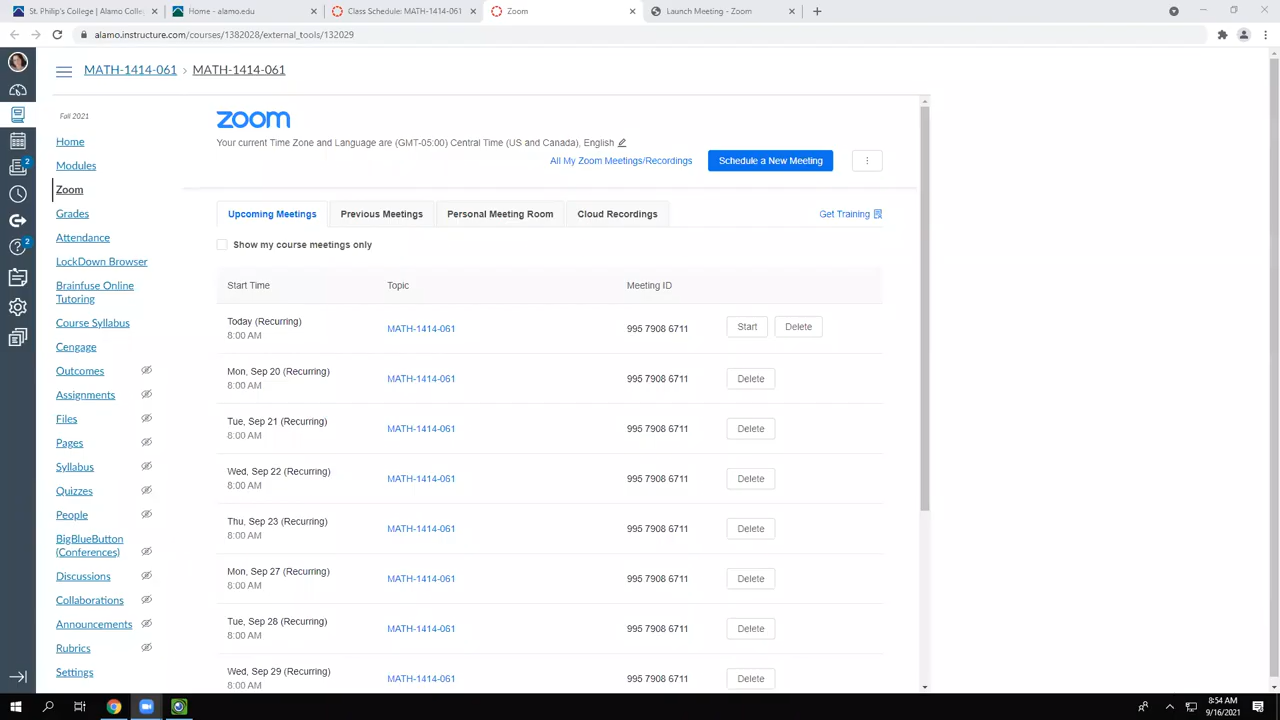 St. Philip's College | Alamo Colle
Home - alamo.edu
Class Schedule: MATH-1414-061
Zoom
Launch Meeting - Zoom
alamo.instructure.com/courses/1382028/external_tools/132029
MATH-1414-061 > MATH-1414-061
Fall 2021
Home
Modules
Zoom
Grades
Attendance
LockDown Browser
Brainfuse Online
Tutoring
Course Syllabus
Cengage
Outcomes
Assignments
Files
Pages
Syllabus
Quizzes
People
BigBlueButton
(Conferences)
Discussions
Collaborations
Announcements
Rubrics
Settings
2
2
zoom
Your current Time Zone and Language are (GMT-05:00) Central Time (US and Canada), English
All My Zoom Meetings/Recordings
Schedule a New Meeting
Upcoming Meetings
Previous Meetings
Personal Meeting Room
Cloud Recordings
Get Training
Show my course meetings only
Start Time Topic Meeting ID
Today (Recurring)
8:00 AM
MATH-1414-061 995 7908 6711 Start Delete
Mon, Sep 20 (Recurring)
8:00 AM
MATH-1414-061 995 7908 6711 Delete
Tue, Sep 21 (Recurring)
8:00 AM
MATH-1414-061 995 7908 6711 Delete
Wed, Sep 22 (Recurring)
8:00 AM
MATH-1414-061 995 7908 6711 Delete
Thu, Sep 23 (Recurring)
8:00 AM
MATH-1414-061 995 7908 6711 Delete
Mon, Sep 27 (Recurring)
8:00 AM
MATH-1414-061 995 7908 6711 Delete
Tue, Sep 28 (Recurring)
8:00 AM
MATH-1414-061 995 7908 6711 Delete
Wed, Sep 29 (Recurring)
8:00 AM
MATH-1414-061 995 7908 6711 Delete
8:54 AM
9/16/2021